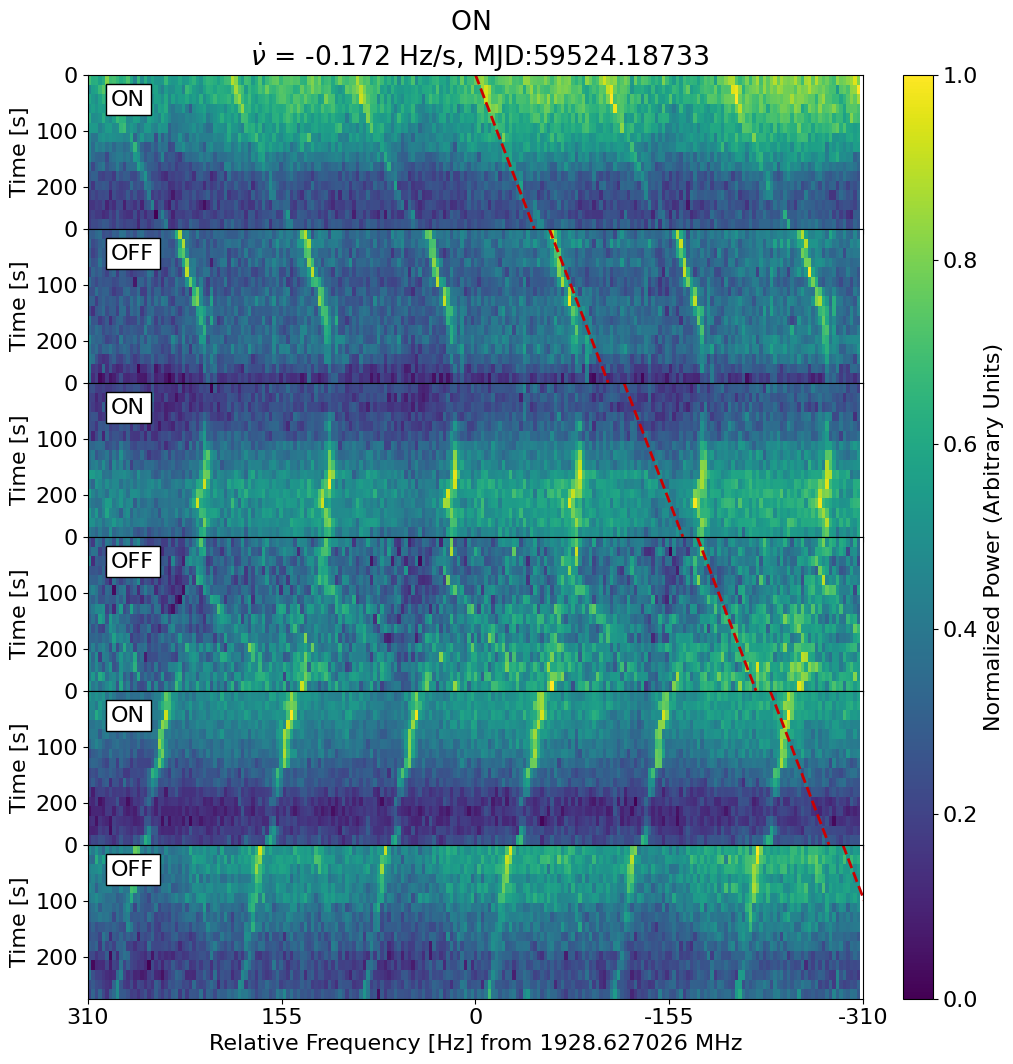 ON
ν̇ = -0.172 Hz/s, MJD:59524.18733
0
100
200
Time [s]
ON
0
100
200
Time [s]
OFF
0
100
200
Time [s]
ON
0
100
200
Time [s]
OFF
0
100
200
Time [s]
ON
0
100
200
Time [s]
OFF
310 155 0 -155 -310
Relative Frequency [Hz] from 1928.627026 MHz
1.0
0.8
0.6
0.4
0.2
0.0
Normalized Power (Arbitrary Units)